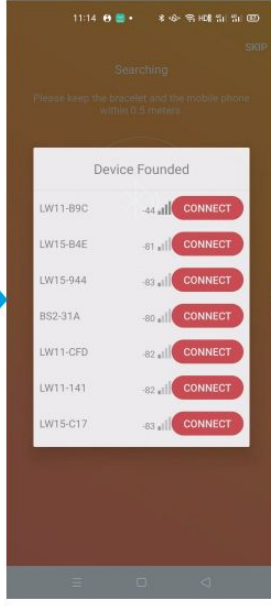 11:14
SKIP
Searching
Please keep the bracelet and the mobile phone
within 0.5 meters
Device Founded
LW11-B9C -44 CONNECT
LW15-B4E -81 CONNECT
LW15-944 -83 CONNECT
BS2-31A -80 CONNECT
LW11-CFD -82 CONNECT
LW11-141 -82 CONNECT
LW15-C17 -83 CONNECT